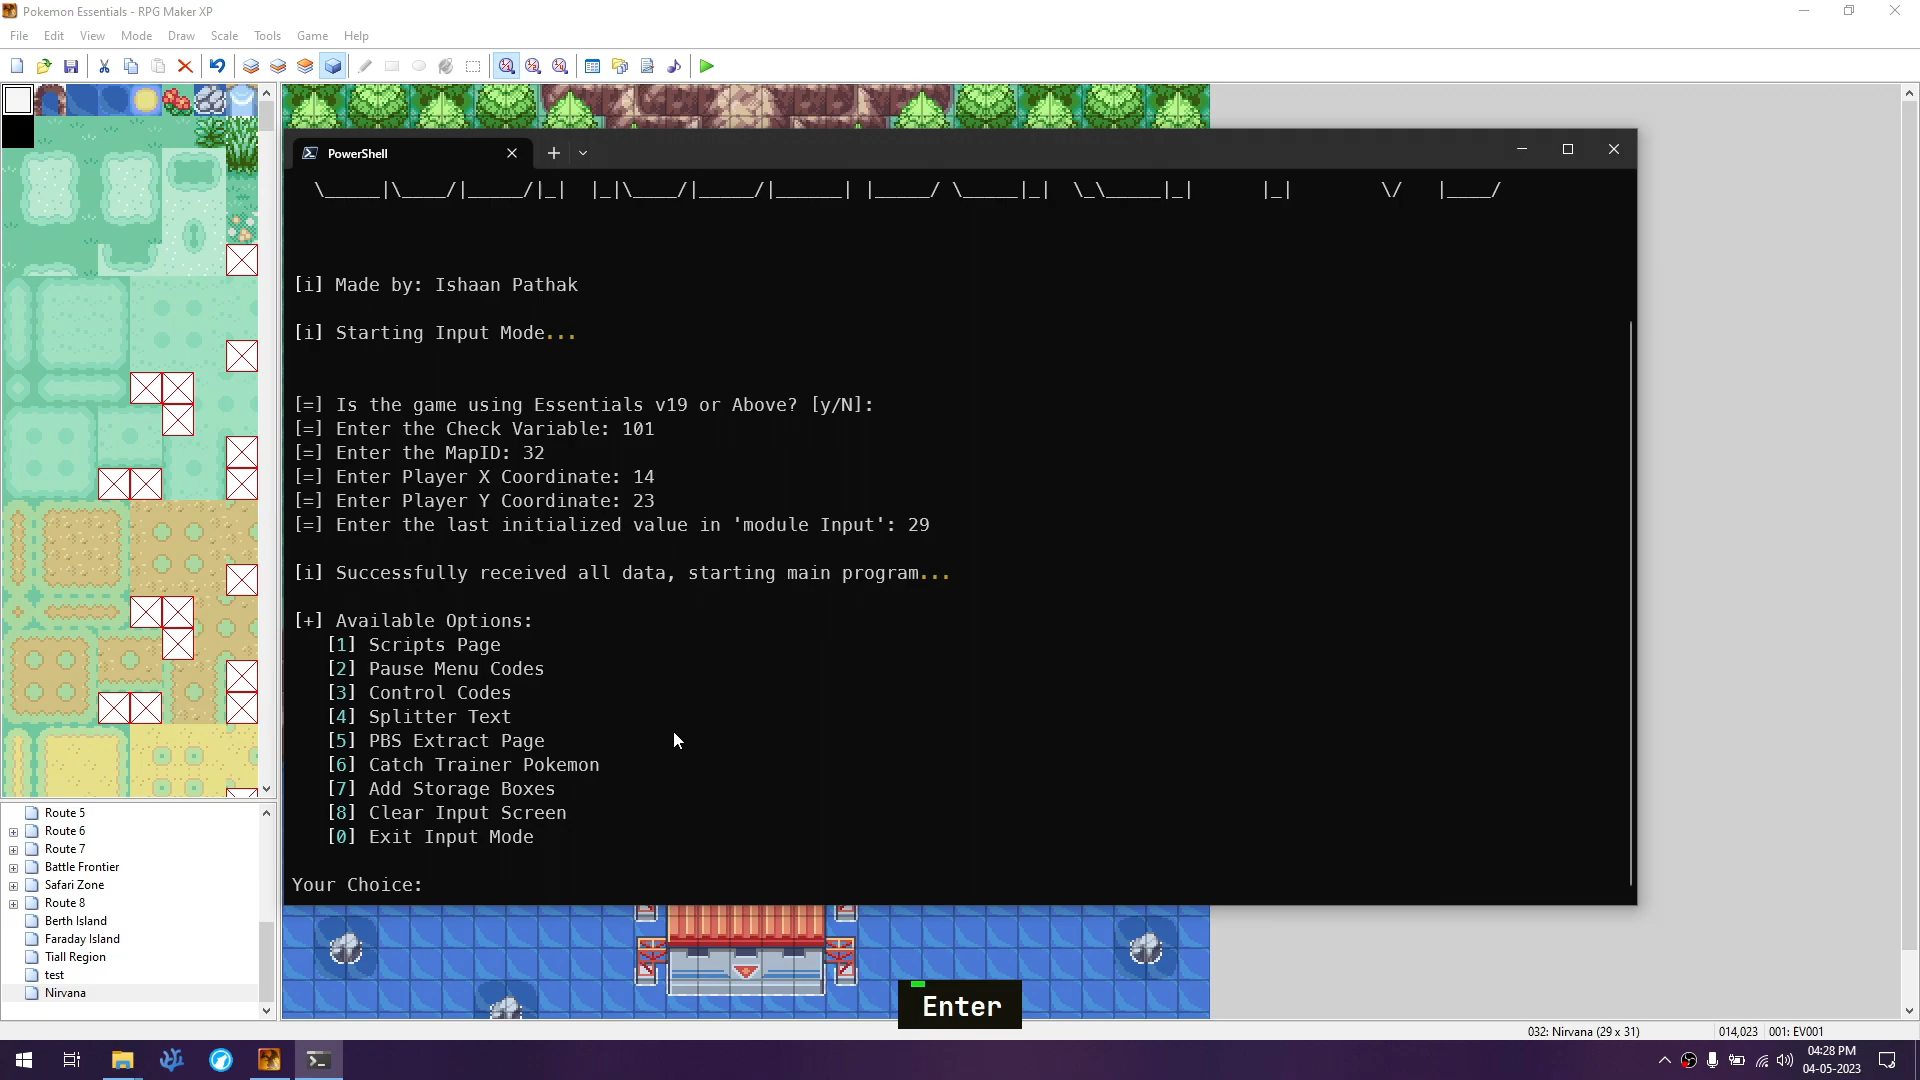 Pokemon Essentials - RPG Maker XP
File Edit View Mode Draw Scale Tools Game Help
PowerShell
[i] Made by: Ishaan Pathak
[i] Starting Input Mode...
[=] Is the game using Essentials v19 or Above? [y/N]:
[=] Enter the Check Variable: 101
[=] Enter the MapID: 32
[=] Enter Player X Coordinate: 14
[=] Enter Player Y Coordinate: 23
[=] Enter the last initialized value in 'module Input': 29
[i] Successfully received all data, starting main program...
[+] Available Options:
[1] Scripts Page
[2] Pause Menu Codes
[3] Control Codes
[4] Splitter Text
[5] PBS Extract Page
[6] Catch Trainer Pokemon
[7] Add Storage Boxes
[8] Clear Input Screen
[0] Exit Input Mode
Your Choice:
Route 5
Route 6
Route 7
Battle Frontier
Safari Zone
Route 8
Berth Island
Faraday Island
Tiall Region
test
Nirvana
Enter
032: Nirvana (29 x 31) 014,023 001: EV001
04:28 PM
04-05-2023